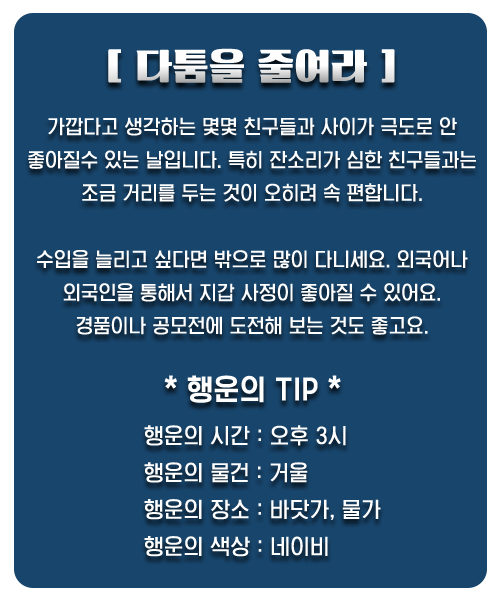 [ 다툼을 줄여라 ]
가깝다고 생각하는 몇몇 친구들과 사이가 극도로 안
좋아질수 있는 날입니다. 특히 잔소리가 심한 친구들과는
조금 거리를 두는 것이 오히려 속 편합니다.
수입을 늘리고 싶다면 밖으로 많이 다니세요. 외국어나
외국인을 통해서 지갑 사정이 좋아질 수 있어요.
경품이나 공모전에 도전해 보는 것도 좋고요.
* 행운의 TIP *
행운의 시간 : 오후 3시
행운의 물건 : 거울
행운의 장소 : 바닷가, 물가
행운의 색상 : 네이비